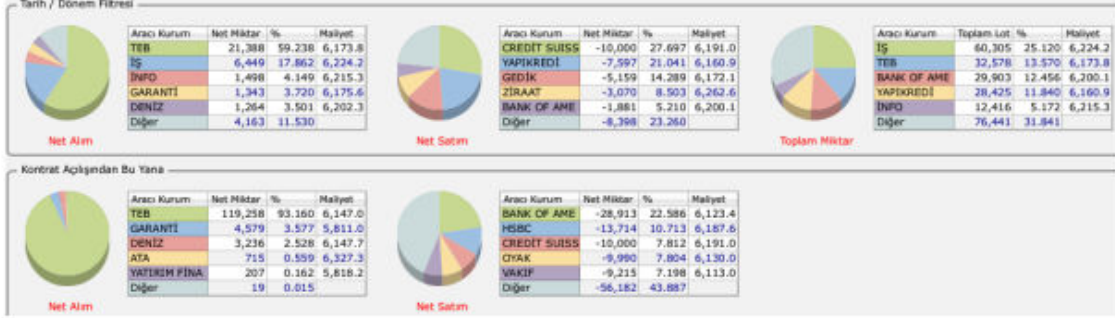 Tarih / Dönem Filtresi
Aracı Kurum Net Miktar % Maliyet
TEB 21,388 59.238 6,173.8
İŞ 6,449 17.862 6,224.2
İNFO 1,498 4.149 6,215.3
GARANTİ 1,343 3.720 6,175.6
DENİZ 1,264 3.501 6,202.3
Diğer 4,163 11.530
Net Alım
Aracı Kurum Net Miktar % Maliyet
CREDİT SUISS -10,000 27.697 6,191.0
YAPIKREDİ -7,597 21.041 6,160.9
GEDİK -5,159 14.289 6,172.1
ZİRAAT -3,070 8.503 6,262.6
BANK OF AME -1,881 5.210 6,200.1
Diğer -8,398 23.260
Net Satım
Aracı Kurum Toplam Lot % Maliyet
İŞ 60,305 25.120 6,224.2
TEB 32,578 13.570 6,173.8
BANK OF AME 29,903 12.456 6,200.1
YAPIKREDİ 28,425 11.840 6,160.9
İNFO 12,416 5.172 6,215.3
Diğer 76,441 31.841
Toplam Miktar
Kontrat Açılışından Bu Yana
Aracı Kurum Net Miktar % Maliyet
TEB 119,258 93.160 6,147.0
GARANTİ 4,579 3.577 5,811.0
DENİZ 3,236 2.528 6,147.7
ATA 715 0.559 6,327.3
YATIRIM FİNA 207 0.162 5,818.2
Diğer 19 0.015
Net Alım
Aracı Kurum Net Miktar % Maliyet
BANK OF AME -28,913 22.586 6,123.4
HSBC -13,714 10.713 6,187.6
CREDİT SUISS -10,000 7.812 6,191.0
OYAK -9,990 7.804 6,130.0
VAKIF -9,215 7.198 6,113.0
Diğer -56,182 43.887
Net Satım